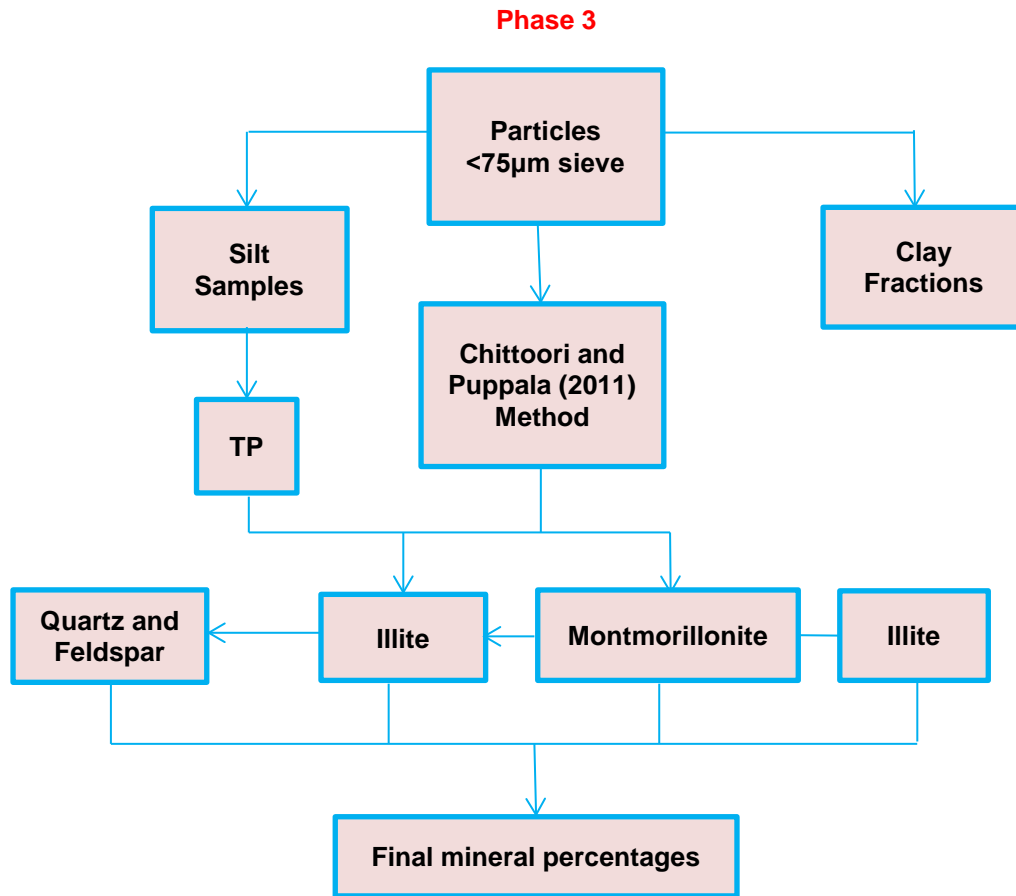 Phase 3
Particles
<75µm sieve
Silt
Samples
Clay
Fractions
Chittoori and
Puppala (2011)
Method
TP
Quartz and
Feldspar
Illite
Montmorillonite
Illite
Final mineral percentages